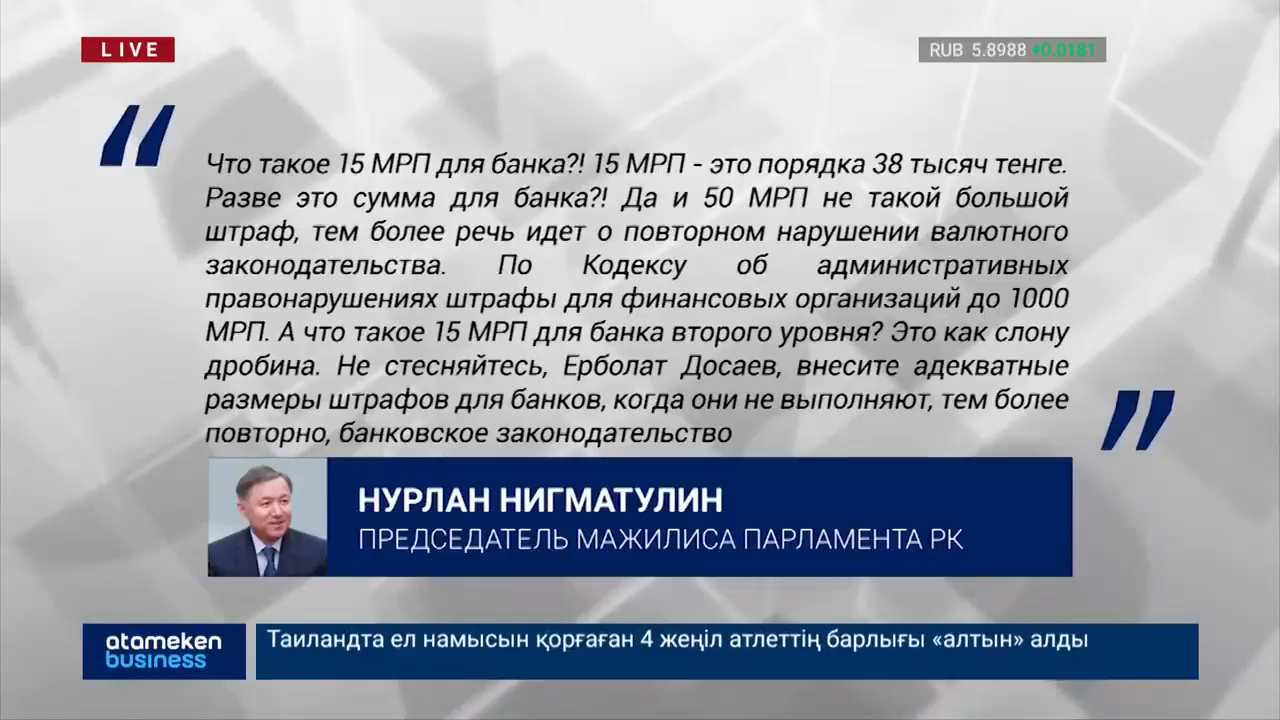 LIVE
RUB 5.8988 +0.0181
Что такое 15 МРП для банка?! 15 МРП - это порядка 38 тысяч тенге.
Разве это сумма для банка?! Да и 50 МРП не такой большой
штраф, тем более речь идет о повторном нарушении валютного
законодательства. По Кодексу об административных
правонарушениях штрафы для финансовых организаций до 1000
МРП. А что такое 15 МРП для банка второго уровня? Это как слону
дробина. Не стесняйтесь, Ерболат Досаев, внесите адекватные
размеры штрафов для банков, когда они не выполняют, тем более
повторно, банковское законодательство
НУРЛАН НИГМАТУЛИН
ПРЕДСЕДАТЕЛЬ МАЖИЛИСА ПАРЛАМЕНТА РК
atameken
business
Таиландта ел намысын қорғаған 4 жеңіл атлеттің барлығы «алтын» алды